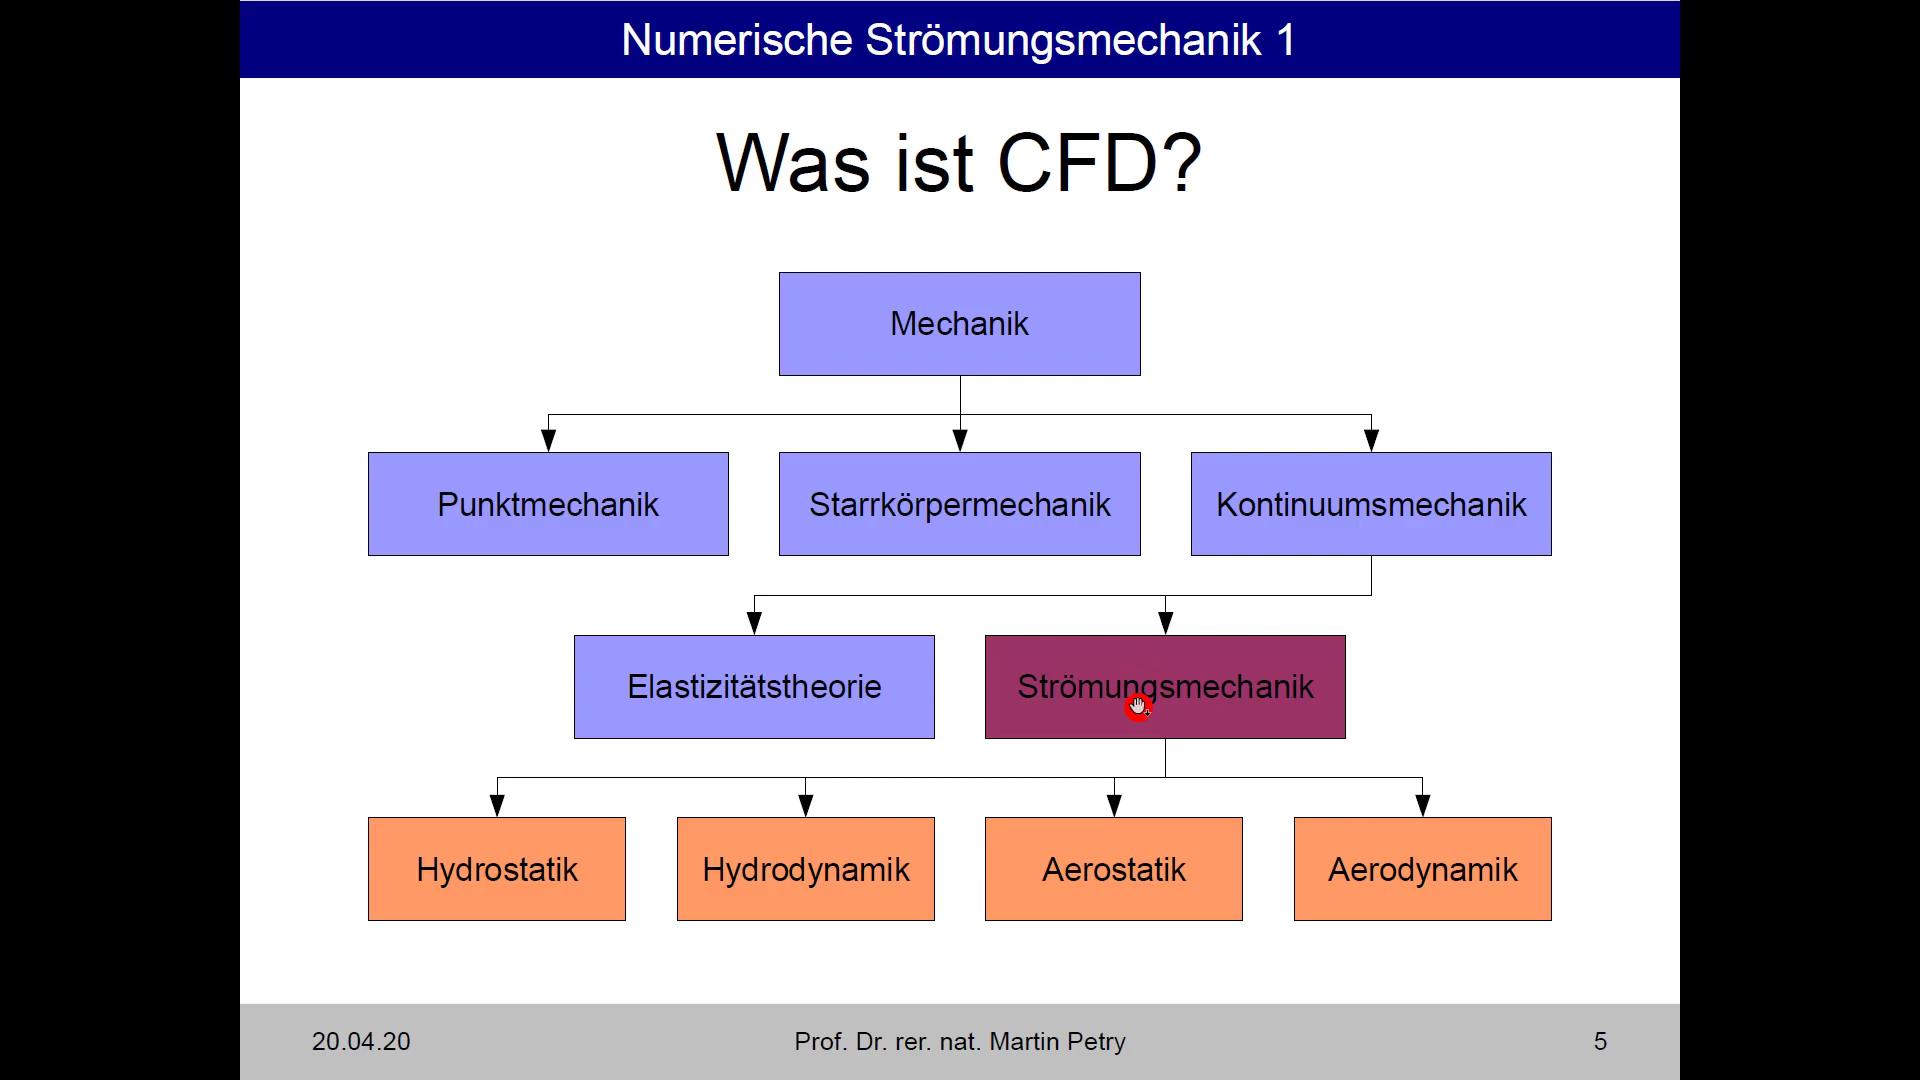 Numerische Strömungsmechanik 1
Was ist CFD?
Mechanik
Punktmechanik
Starrkörpermechanik
Kontinuumsmechanik
Elastizitätstheorie
Strömungsmechanik
Hydrostatik
Hydrodynamik
Aerostatik
Aerodynamik
20.04.20
Prof. Dr. rer. nat. Martin Petry
5